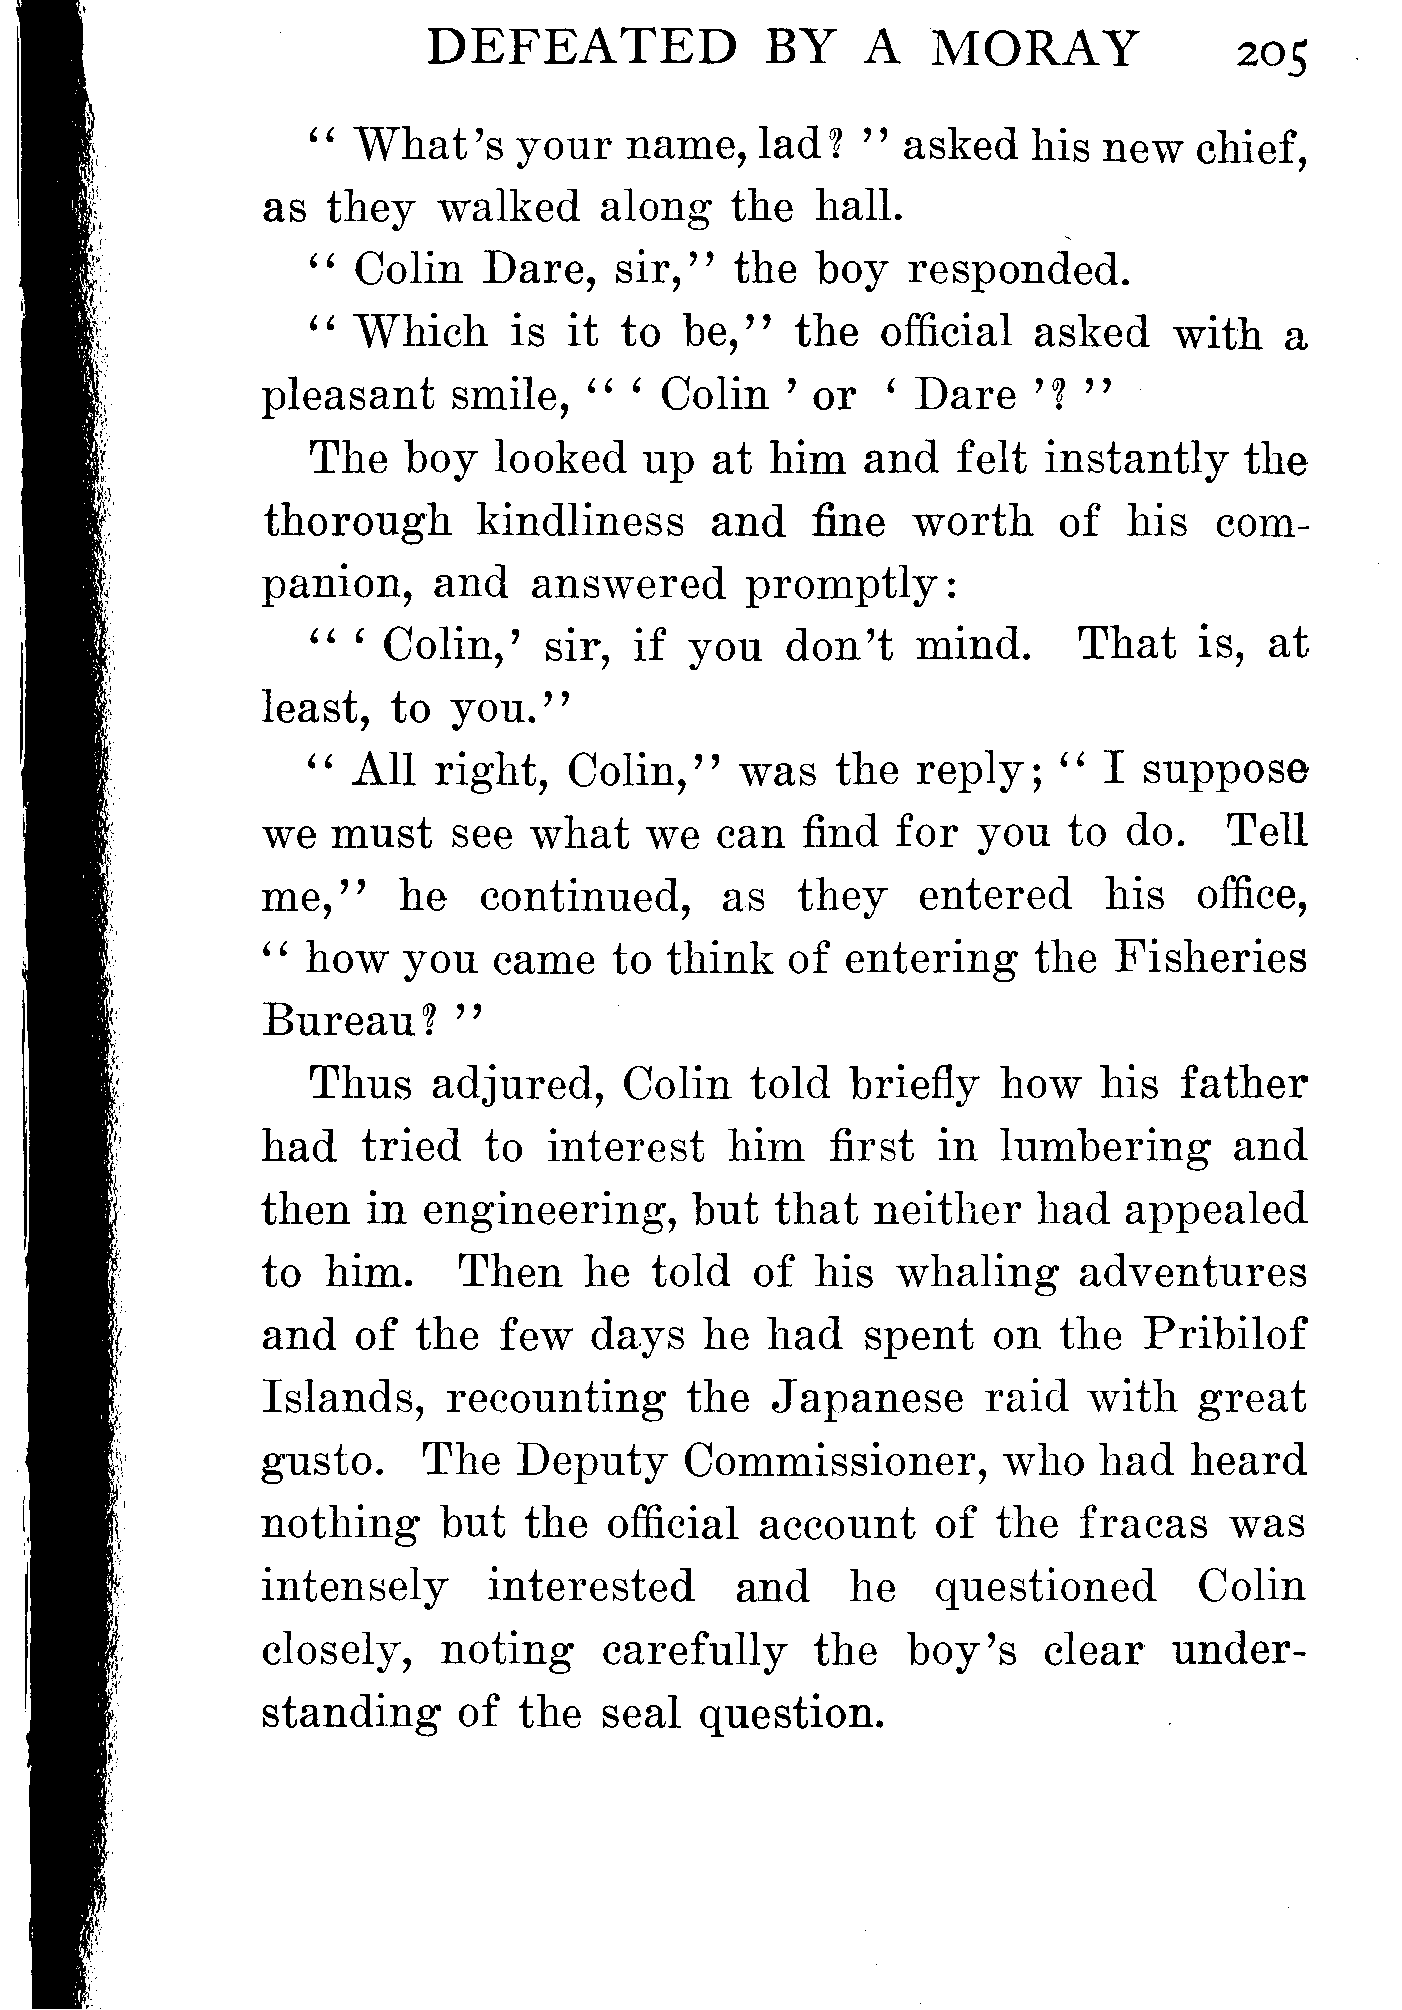 DEFEATED BY A MORAY 205
“ What’s your name, lad? ” asked his new chief,
as they walked along the hall.
“ Colin Dare, sir,” the boy responded.
“ Which is it to be,” the official asked with a
pleasant smile, “ ‘ Colin ’ or ‘ Dare ’? ”
The boy looked up at him and felt instantly the
thorough kindliness and fine worth of his com-
panion, and answered promptly:
“ ‘ Colin,’ sir, if you don’t mind. That is, at
least, to you.”
“ All right, Colin,” was the reply; “ I suppose
we must see what we can find for you to do. Tell
me,” he continued, as they entered his office,
“ how you came to think of entering the Fisheries
Bureau? ”
Thus adjured, Colin told briefly how his father
had tried to interest him first in lumbering and
then in engineering, but that neither had appealed
to him. Then he told of his whaling adventures
and of the few days he had spent on the Pribilof
Islands, recounting the Japanese raid with great
gusto. The Deputy Commissioner, who had heard
nothing but the official account of the fracas was
intensely interested and he questioned Colin
closely, noting carefully the boy’s clear under-
standing of the seal question.